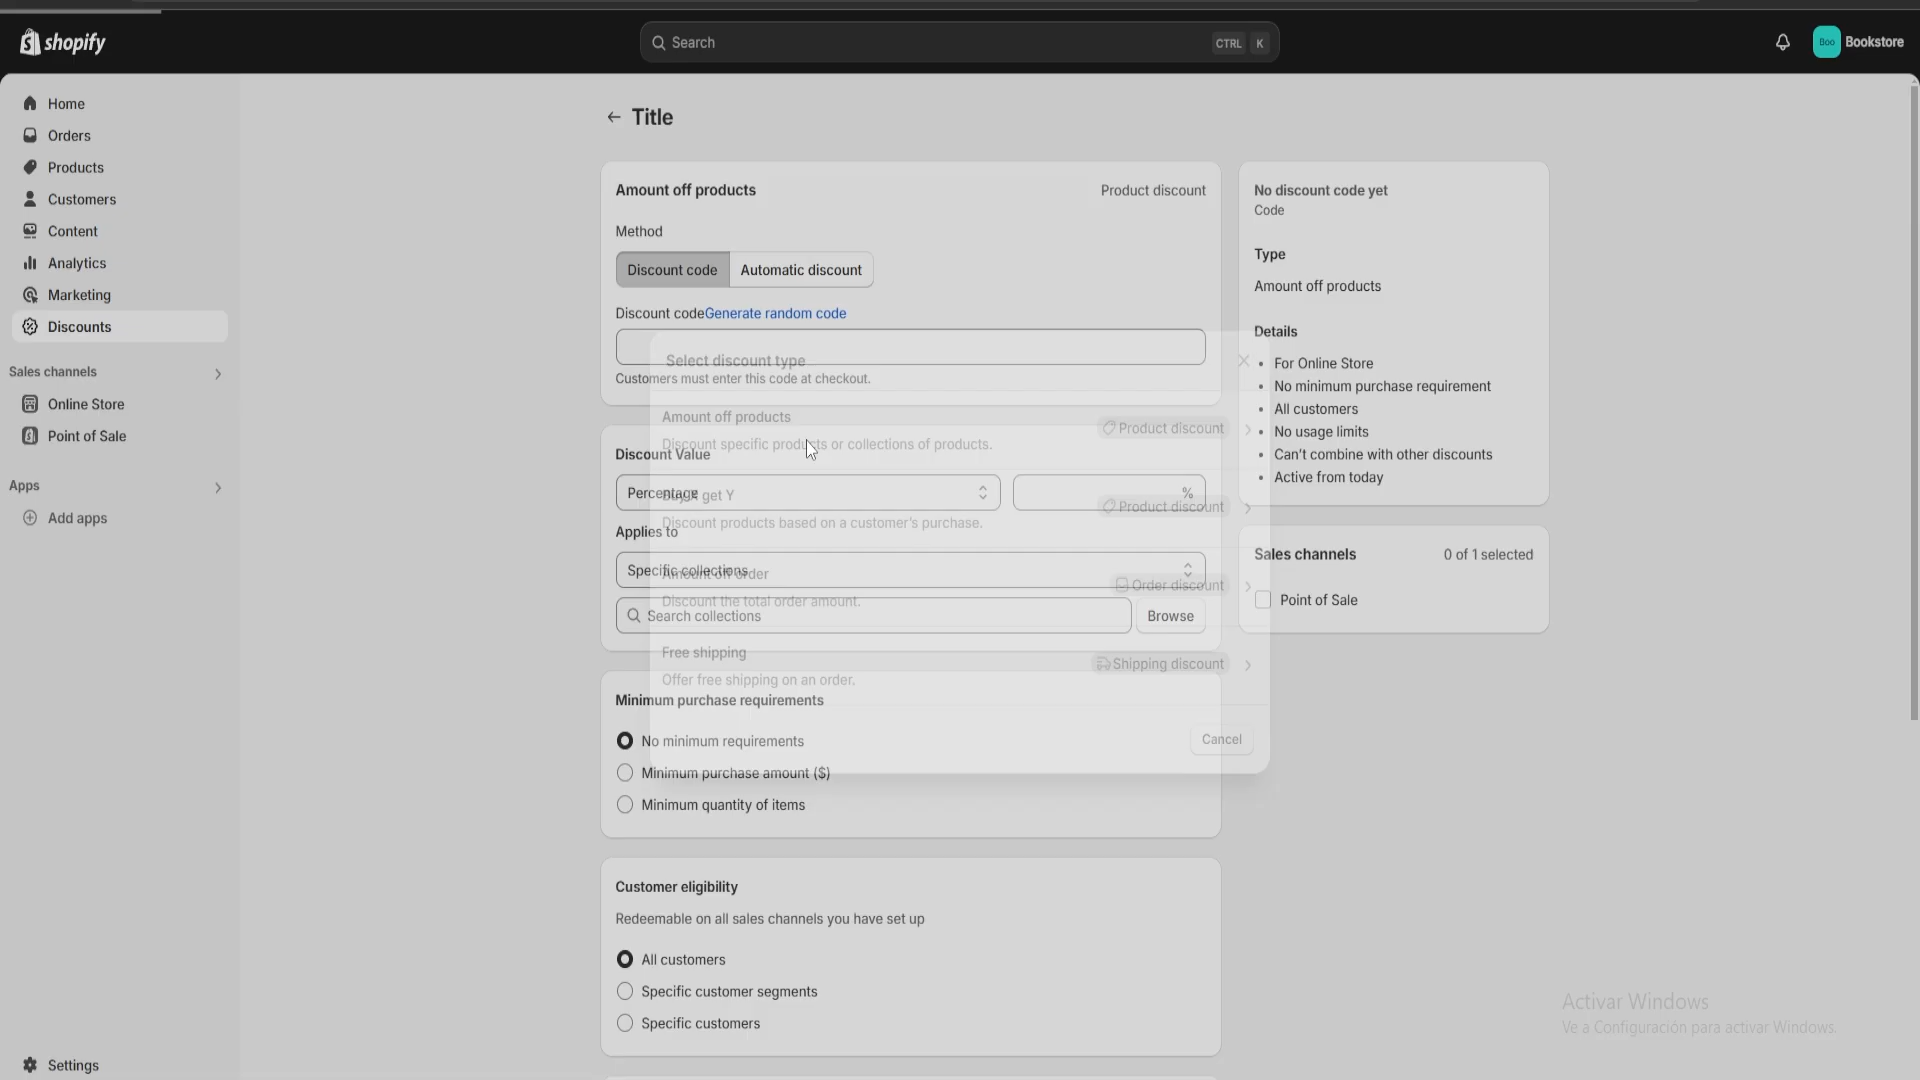 shopify
Search
CTRL K
Boo
Bookstore
Home
Orders
Products
Customers
Content
Analytics
Marketing
Discounts
Sales channels
Online Store
Point of Sale
Apps
Add apps
Settings
Title
Amount off products
Product discount
Method
Discount code
Automatic discount
Discount codeGenerate random code
Customers must enter this code at checkout.
Discount Value
Percentage
%
Applies to
Specific collections
Search collections
Browse
Minimum purchase requirements
No minimum requirements
Minimum purchase amount ($)
Minimum quantity of items
Customer eligibility
Redeemable on all sales channels you have set up
All customers
Specific customer segments
Specific customers
Select discount type
Amount off products
Discount specific products or collections of products.
Product discount
Buy X get Y
Discount products based on a customer's purchase.
Product discount
Amount off order
Discount the total order amount.
Order discount
Free shipping
Offer free shipping on an order.
Shipping discount
Cancel
No discount code yet
Code
Type
Amount off products
Details
For Online Store
No minimum purchase requirement
All customers
No usage limits
Can't combine with other discounts
Active from today
Sales channels
0 of 1 selected
Point of Sale
Activar Windows
Ve a Configuración para activar Windows.